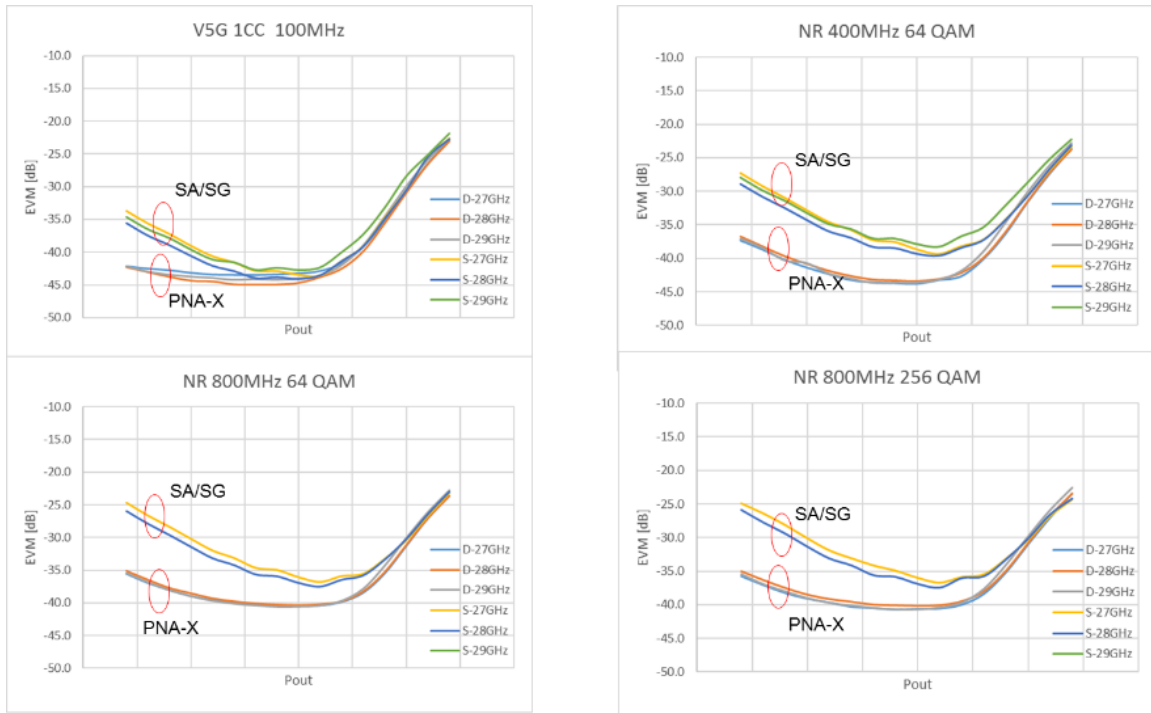 V5G 1CC 100MHz
-10.0
-15.0
-20.0
-25.0
-30.0
-35.0
-40.0
-45.0
-50.0
EVM [dB]
SA/SG
PNA-X
D-27GHz
D-28GHz
D-29GHz
S-27GHz
S-28GHz
S-29GHz
Pout
NR 400MHz 64 QAM
-10.0
-15.0
-20.0
-25.0
-30.0
-35.0
-40.0
-45.0
-50.0
EVM [dB]
SA/SG
PNA-X
D-27GHz
D-28GHz
D-29GHz
S-27GHz
S-28GHz
S-29GHz
Pout
NR 800MHz 64 QAM
-10.0
-15.0
-20.0
-25.0
-30.0
-35.0
-40.0
-45.0
-50.0
EVM [dB]
SA/SG
PNA-X
D-27GHz
D-28GHz
D-29GHz
S-27GHz
S-28GHz
S-29GHz
Pout
NR 800MHz 256 QAM
-10.0
-15.0
-20.0
-25.0
-30.0
-35.0
-40.0
-45.0
-50.0
EVM [dB]
SA/SG
PNA-X
D-27GHz
D-28GHz
D-29GHz
S-27GHz
S-28GHz
S-29GHz
Pout